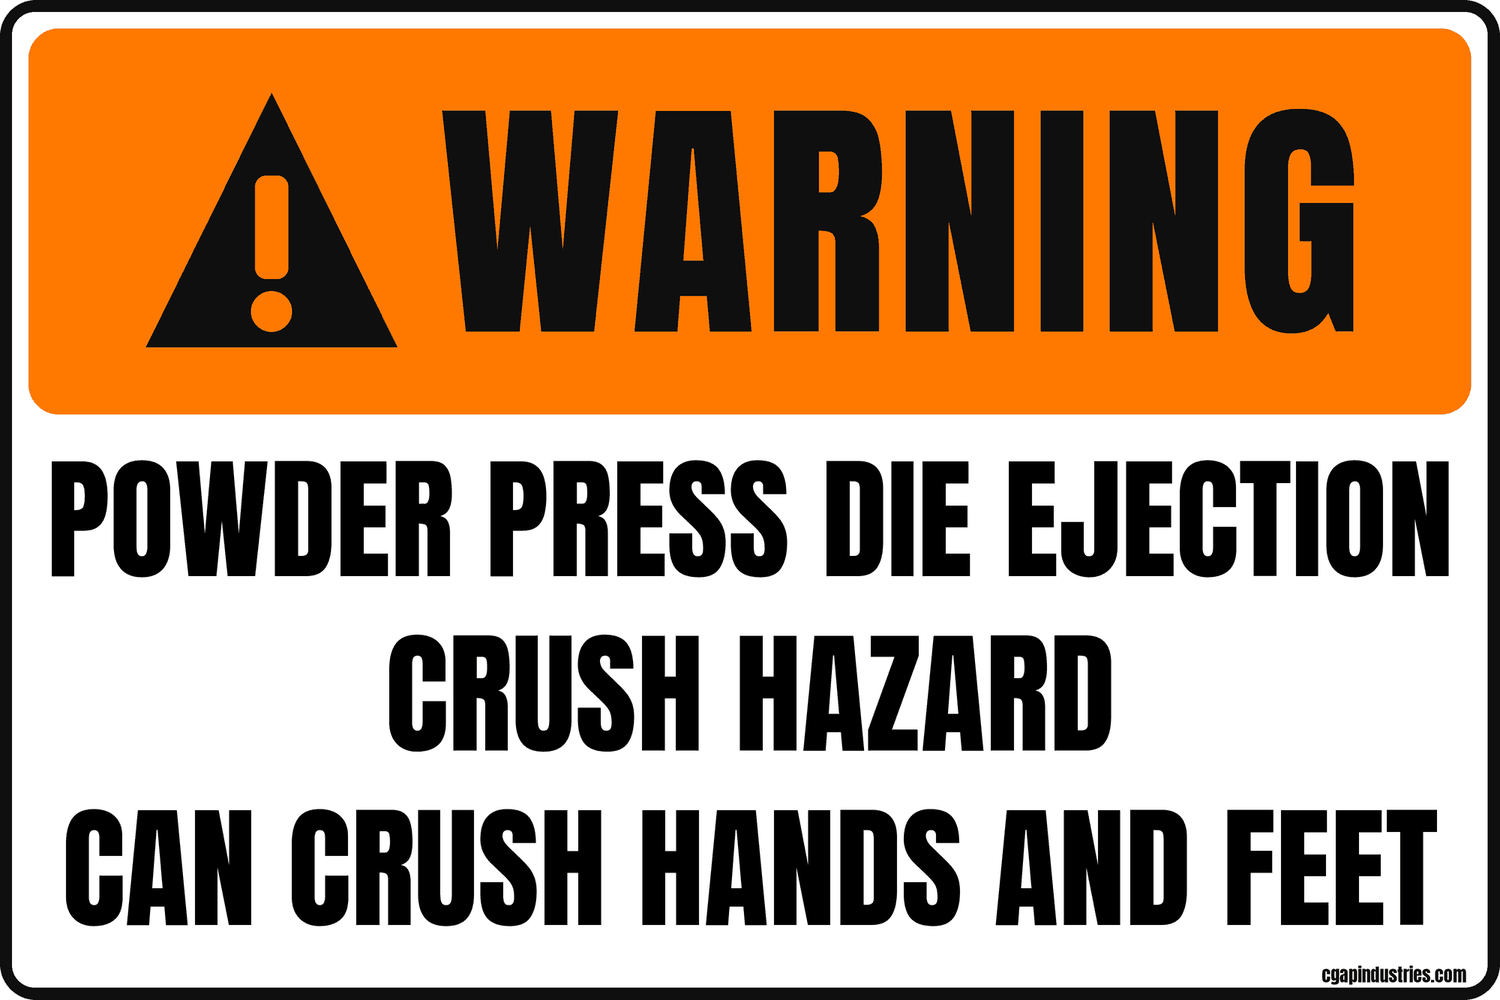 WARNING
POWDER PRESS DIE EJECTION
CRUSH HAZARD
CAN CRUSH HANDS AND FEET
cgapindustries.com